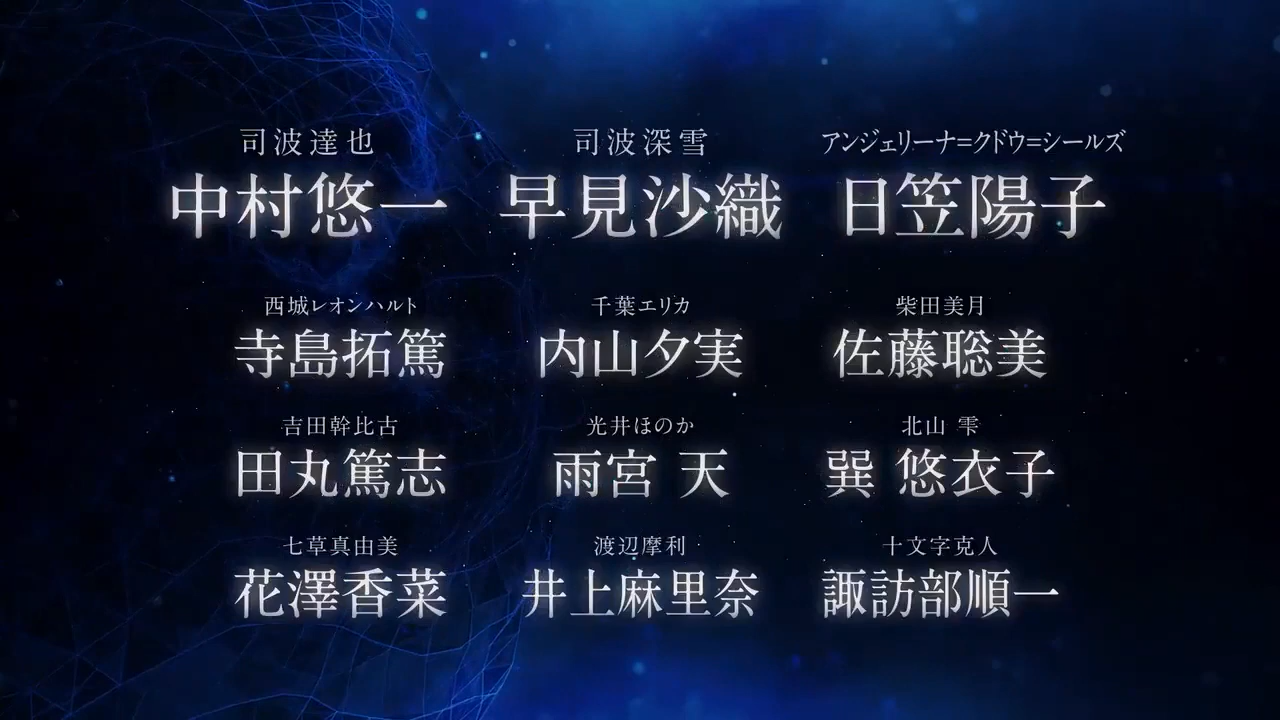 司波達也 司波深雪 アンジェリーナ=クドウ=シールズ
中村悠一 早見沙織 日笠陽子
西城レオンハルト 千葉エリカ 柴田美月
寺島拓篤 内山夕実 佐藤聡美
吉田幹比古 光井ほのか 北山 雫
田丸篤志 雨宮 天 巽 悠衣子
七草真由美 渡辺摩利 十文字克人
花澤香菜 井上麻里奈 諏訪部順一